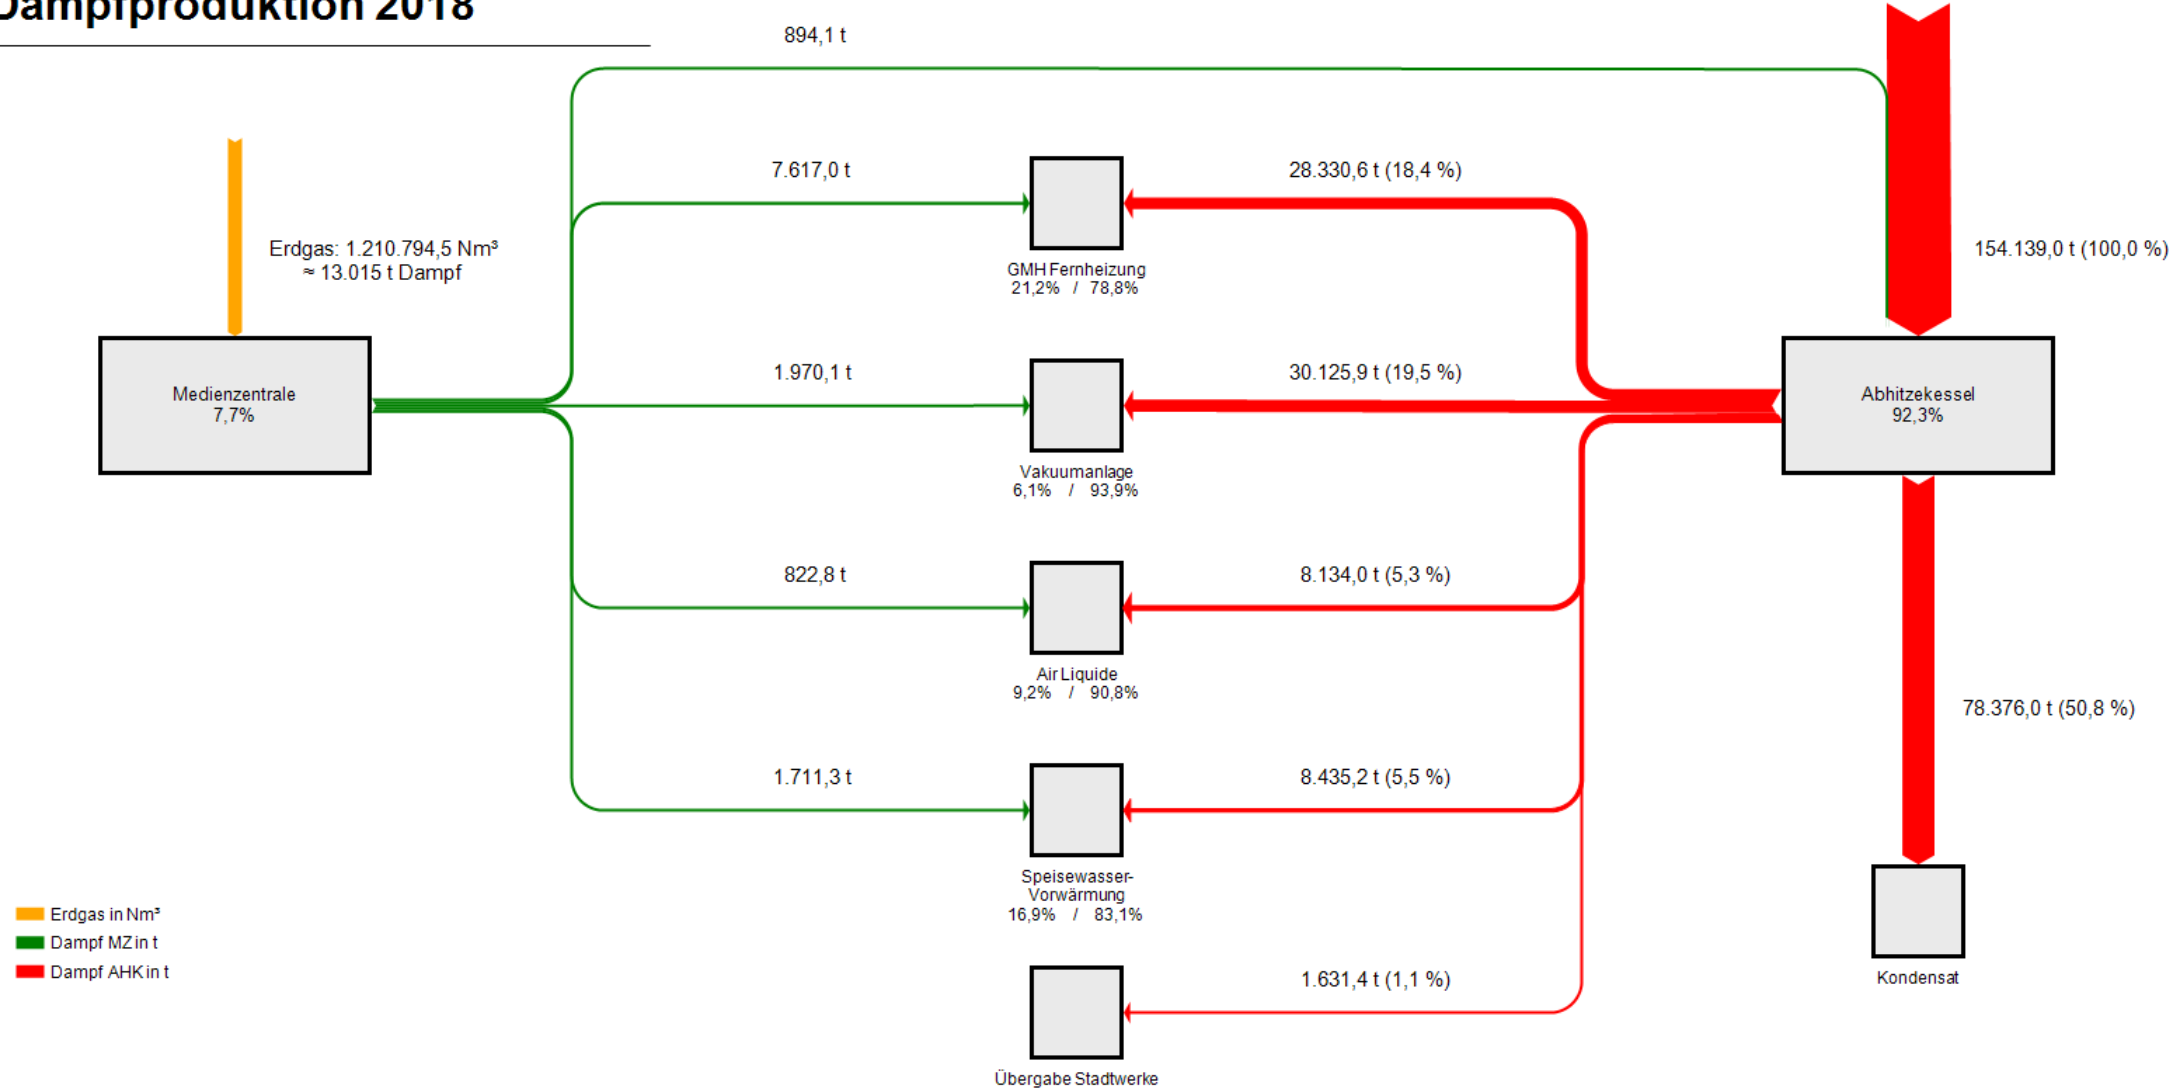 Dampfproduktion 2018
894,1 t
7.617,0 t
28.330,6 t (18,4 %)
Erdgas: 1.210.794,5 Nm³
≈ 13.015 t Dampf
154.139,0 t (100,0 %)
GMH Fernheizung
21,2% / 78,8%
1.970,1 t
30.125,9 t (19,5 %)
Medienzentrale
7,7%
Abhitzekessel
92,3%
Vakuumanlage
6,1% / 93,9%
822,8 t
8.134,0 t (5,3 %)
Air Liquide
9,2% / 90,8%
78.376,0 t (50,8 %)
1.711,3 t
8.435,2 t (5,5 %)
Speisewasser-
Vorwärmung
16,9% / 83,1%
Erdgas in Nm³
Dampf MZ in t
Dampf AHK in t
1.631,4 t (1,1 %)
Kondensat
Übergabe Stadtwerke